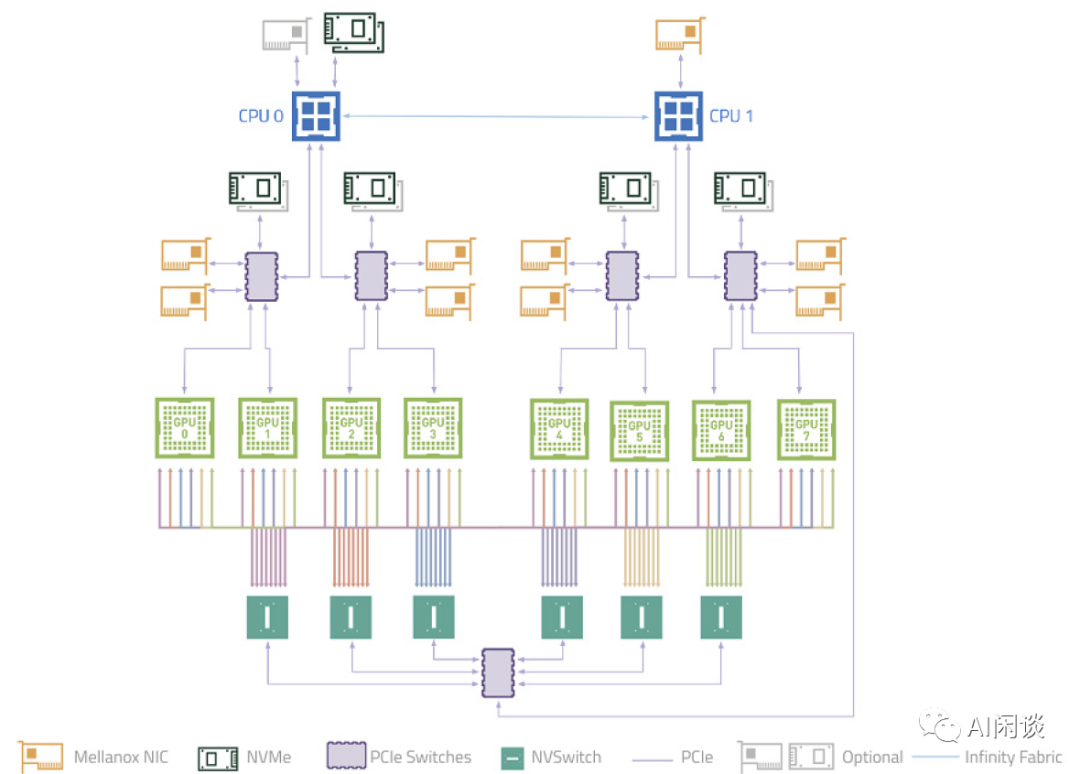 CPU 0
CPU 1
GPU
0
GPU
1
GPU
2
GPU
3
GPU
4
GPU
5
GPU
6
GPU
7
AI闲谈
Mellanox NIC
NVMe
PCIe Switches
NVSwitch
PCIe
Optional
Infinity Fabric